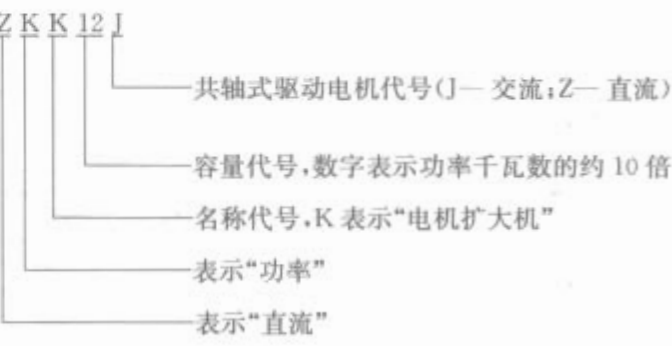 Z K K 12 J
共轴式驱动电机代号(J— 交流;Z— 直流)
容量代号,数字表示功率千瓦数的约 10 倍
名称代号,K 表示“电机扩大机”
表示“功率”
表示“直流”